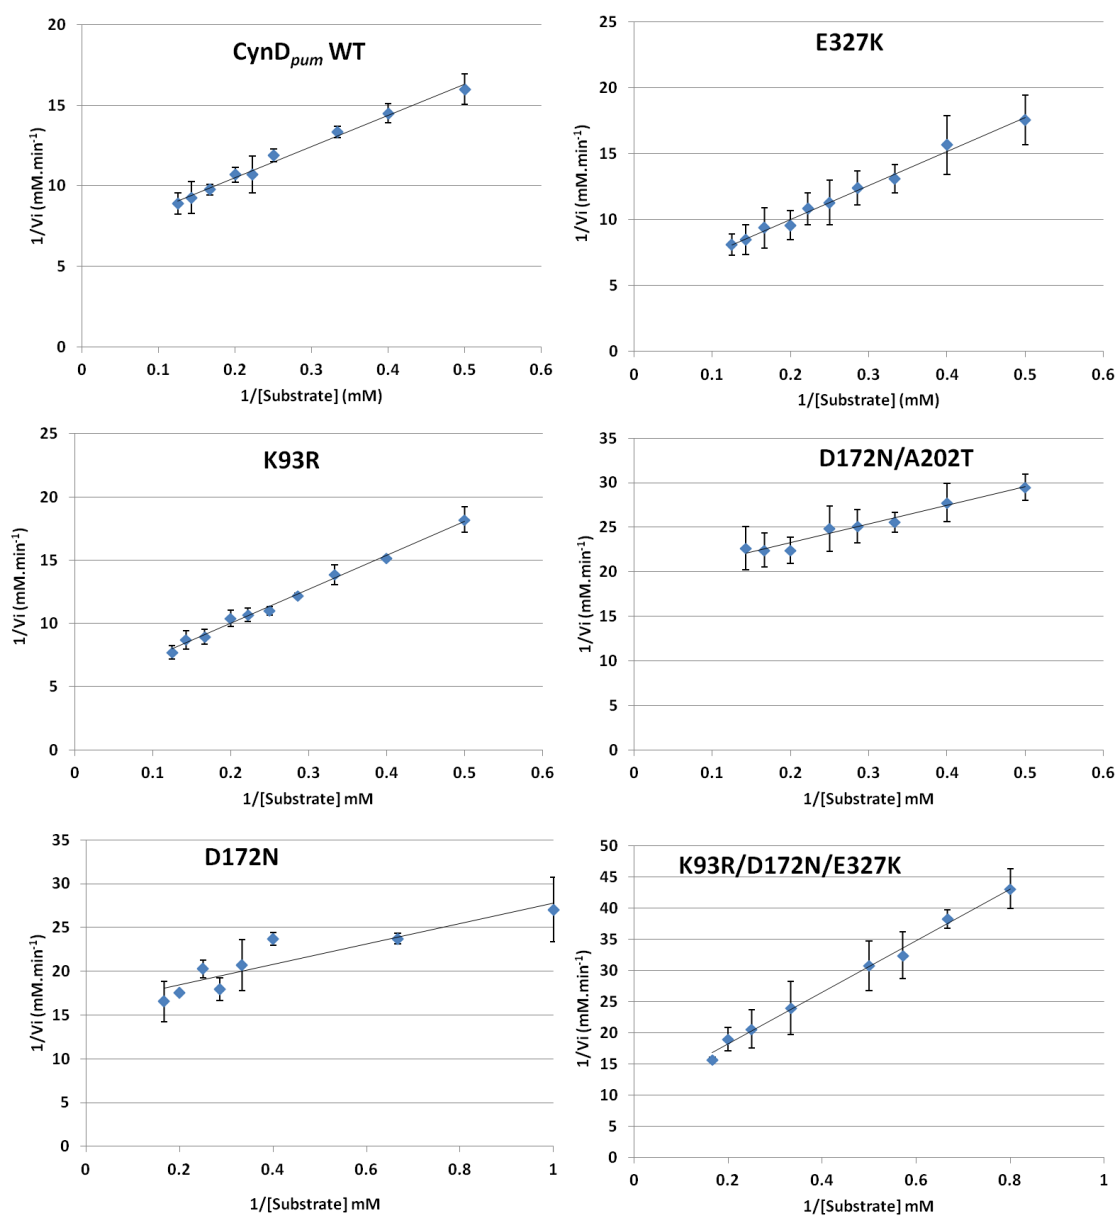 CynDpum WT
20
15
10
5
0
0 0.1 0.2 0.3 0.4 0.5 0.6
1/Vi (mM.min-1)
1/[Substrate] (mM)
E327K
25
20
15
10
5
0
0 0.1 0.2 0.3 0.4 0.5 0.6
1/Vi (mM.min-1)
1/[Substrate] (mM)
K93R
25
20
15
10
5
0
0 0.1 0.2 0.3 0.4 0.5 0.6
1/Vi (mM.min-1)
1/[Substrate] mM
D172N/A202T
35
30
25
20
15
10
5
0
0 0.1 0.2 0.3 0.4 0.5 0.6
1/Vi (mM.min-1)
1/[Substrate] mM
D172N
35
30
25
20
15
10
5
0
0 0.2 0.4 0.6 0.8 1
1/Vi (mM.min-1)
1/[Substrate] mM
K93R/D172N/E327K
50
45
40
35
30
25
20
15
10
5
0
0 0.2 0.4 0.6 0.8 1
1/Vi (mM.min-1)
1/[Substrate] mM